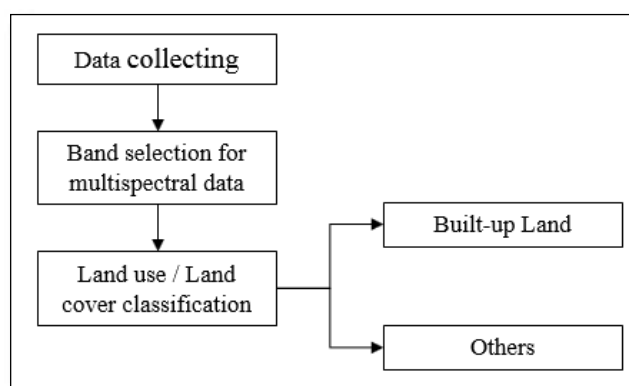 Data collecting
Band selection for
multispectral data
Land use / Land
cover classification
Built-up Land
Others